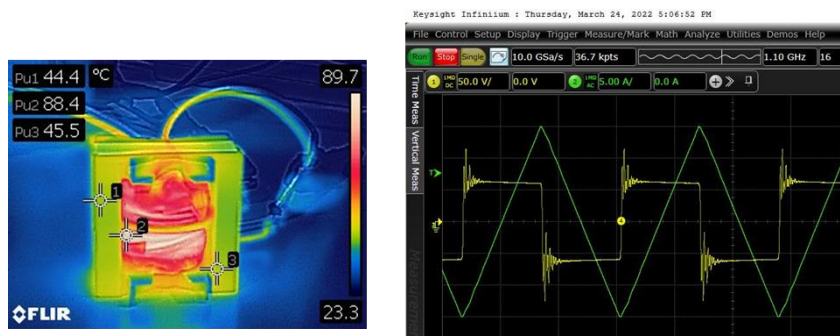 Pu1 44.4 °C
Pu2 88.4
Pu3 45.5
89.7
1
2
3
FLIR
23.3
Keysight Infiniium : Thursday, March 24, 2022 5:06:52 PM
File Control Setup Display Trigger Measure/Mark Math Analyze Utilities Demos Help
Run Stop Single 10.0 GSa/s 36.7 kpts 1.10 GHz 16
1 DC 50.0 V/ 0.0 V 2 AC 5.00 A/ 0.0 A
Time Meas
Vertical Meas
T